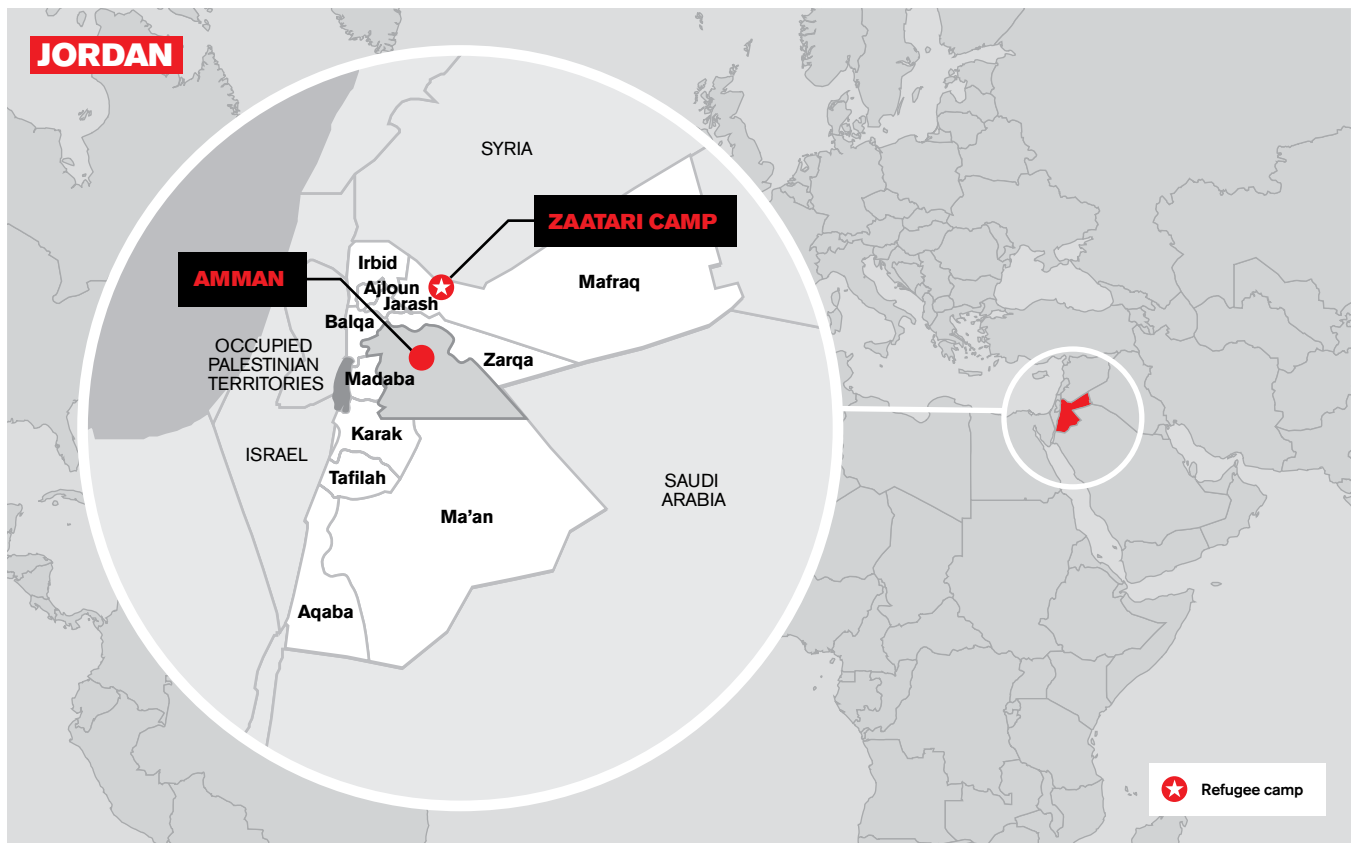 JORDAN
SYRIA
ZAATARI CAMP
AMMAN
Irbid
Mafraq
Ajloun
Jarash
Balqa
OCCUPIED
PALESTINIAN
TERRITORIES
Zarqa
Madaba
Karak
ISRAEL
Tafilah
SAUDI
ARABIA
Ma’an
Aqaba
Refugee camp